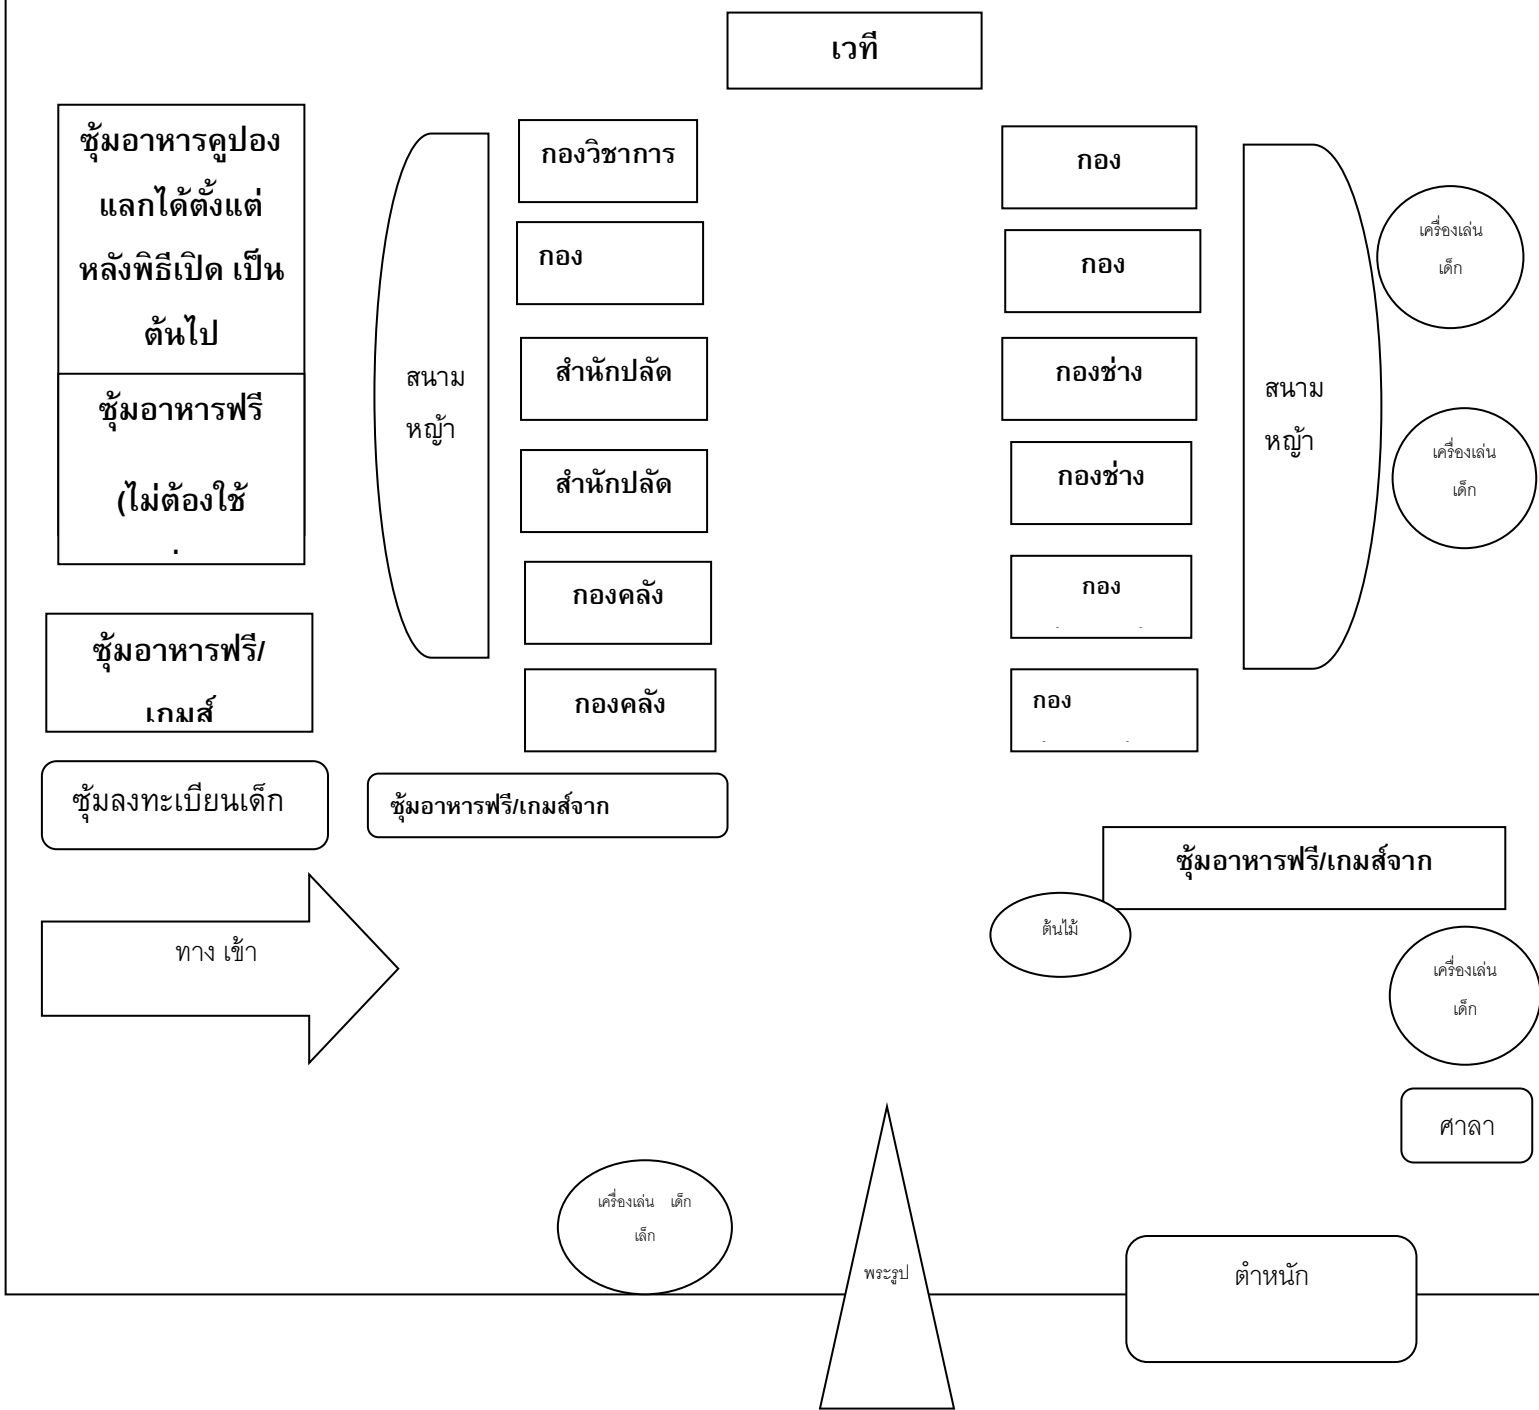 เวที
ซุ้มอาหารคูปอง
แลกได้ตั้งแต่
หลังพิธีเปิด เป็น
ต้นไป
ซุ้มอาหารฟรี
(ไม่ต้องใช้
ซุ้มอาหารฟรี/
เกมส์
ซุ้มลงทะเบียนเด็ก
ทาง เข้า
สนาม
หญ้า
กองวิชาการ
กอง
สำนักปลัด
สำนักปลัด
กองคลัง
กองคลัง
ซุ้มอาหารฟรี/เกมส์จาก
กอง
กอง
กองช่าง
กองช่าง
กอง
กอง
สนาม
หญ้า
เครื่องเล่น
เด็ก
เครื่องเล่น
เด็ก
ซุ้มอาหารฟรี/เกมส์จาก
ต้นไม้
เครื่องเล่น
เด็ก
ศาลา
เครื่องเล่น เด็ก
เล็ก
พระรูป
ตำหนัก